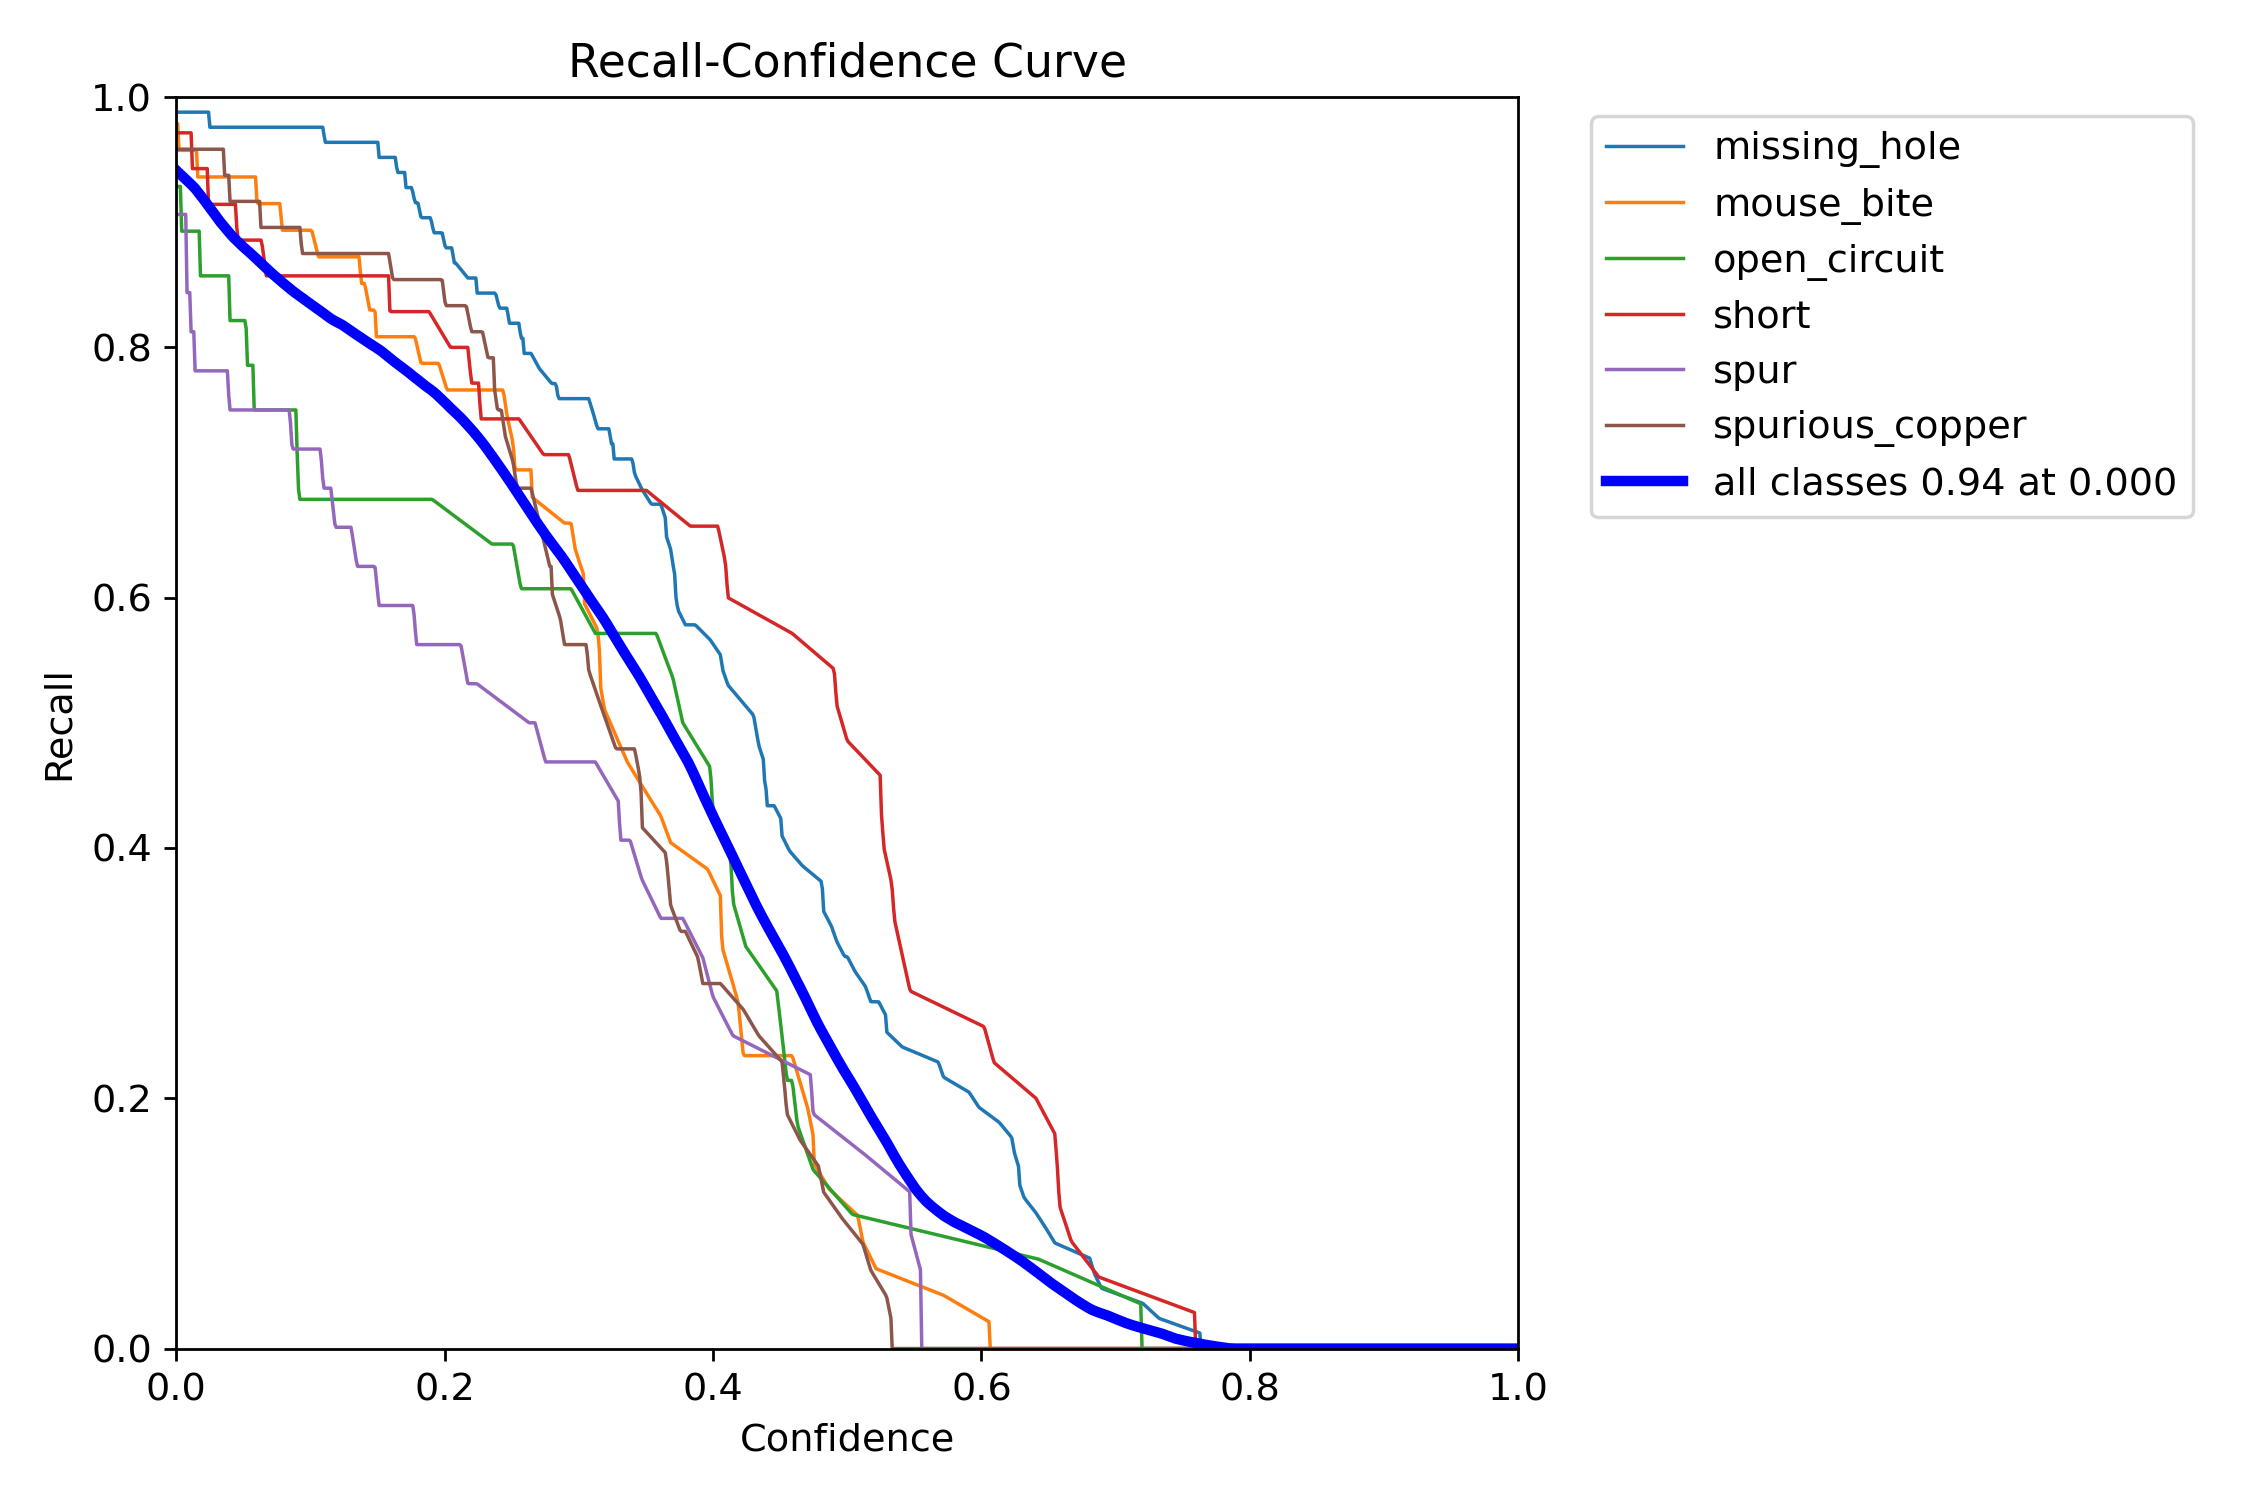 Recall-Confidence Curve
1.0
0.8
0.6
0.4
0.2
0.0
Recall
0.0 0.2 0.4 0.6 0.8 1.0
Confidence
missing_hole
mouse_bite
open_circuit
short
spur
spurious_copper
all classes 0.94 at 0.000